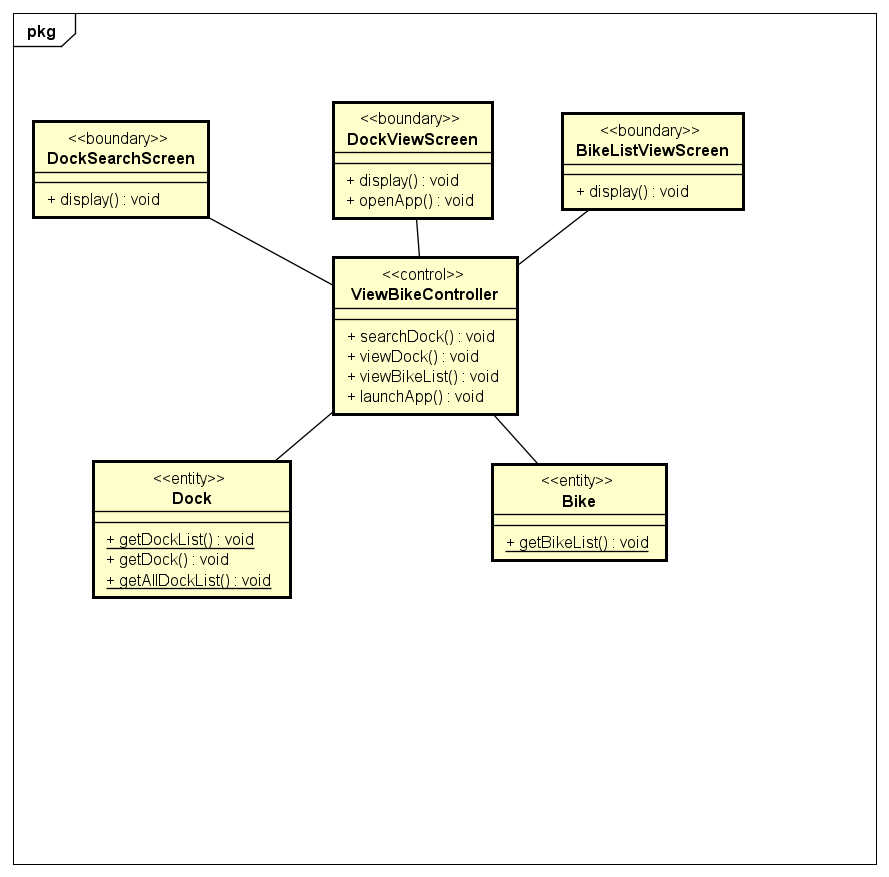 pkg
<<boundary>>
DockSearchScreen
+ display() : void
<<boundary>>
DockViewScreen
+ display() : void
+ openApp() : void
<<boundary>>
BikeListViewScreen
+ display() : void
<<control>>
ViewBikeController
+ searchDock() : void
+ viewDock() : void
+ viewBikeList() : void
+ launchApp() : void
<<entity>>
Dock
+ getDockList() : void
+ getDock() : void
+ getAllDockList() : void
<<entity>>
Bike
+ getBikeList() : void